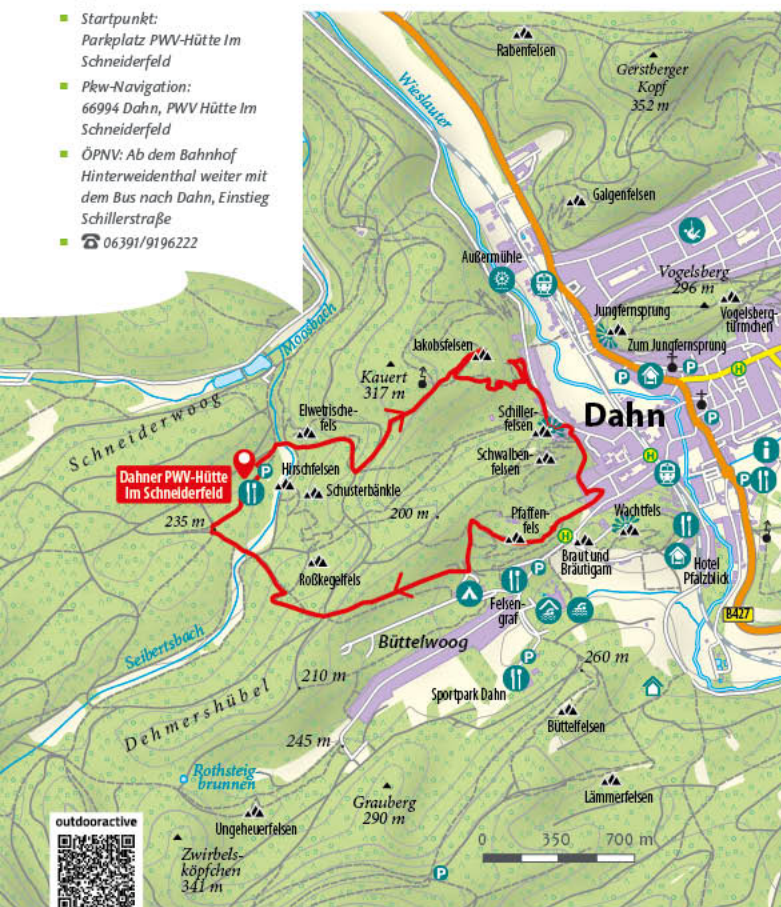 Startpunkt:
Parkplatz PWV-Hütte Im
Schneiderfeld
Pkw-Navigation:
66994 Dahn, PWV Hütte Im
Schneiderfeld
ÖPNV: Ab dem Bahnhof
Hinterweidenthal weiter mit
dem Bus nach Dahn, Einstieg
Schillerstraße
06391/9196222
Rabenfelsen
Gerstberger
Kopf
352 m
Wieslauter
Galgenfelsen
Außermühle
Vogelsberg
296 m
Vogelsberg-
türmchen
Jungfernsprung
Zum Jungfernsprung
Moosbach
Jakobsfelsen
Kauert
317 m
P
P
H
Schneiderwoog
Elwetrische-
fels
Schiller-
felsen
Dahn
P
Schwalben-
felsen
H
i
Dahner PWV-Hütte
Im Schneiderfeld
P
Hirschfelsen
Schusterbänkle
P
235 m
200 m
Pfaffen-
fels
Wachtfels
H
Braut und
Bräutigam
Roßkegelfels
P
Hotel
Pfalzblick
Felsen-
graf
B427
Seibertsbach
Büttelwoog
260 m
P
210 m
Sportpark Dahn
Dehmershübel
Büttelfelsen
245 m
Rothsteig-
brunnen
Grauberg
290 m
Lämmerfelsen
outdooractive
Ungeheuerfelsen
0 350 700 m
Zwirbels-
köpfchen
341 m
P